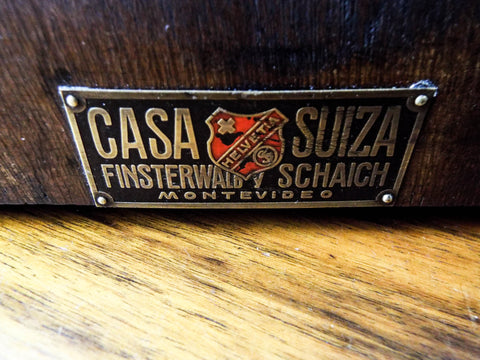 CASA HELVETIA SUIZA
FINSTERWALD Y SCHAICH
MONTEVIDEO